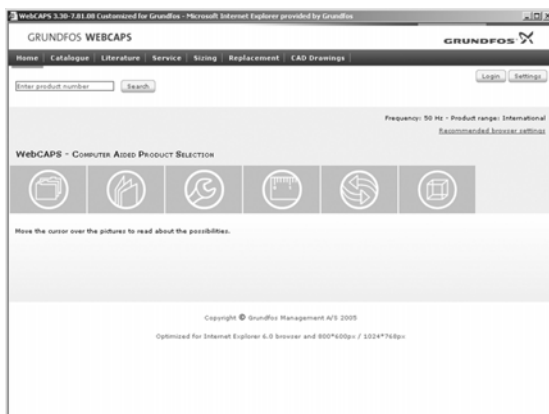 WebCAPS 3.30-7.81.08 Customized for Grundfos - Microsoft Internet Explorer provided by Grundfos
GRUNDFOS WEBCAPS
GRUNDFOS
Home Catalogue Literature Service Sizing Replacement CAD Drawings
Login Settings
Enter product number Search
Frequency: 50 Hz - Product range: International
Recommended browser settings
WebCAPS - Computer Aided Product Selection
Move the cursor over the pictures to read about the possibilities.
Copyright © Grundfos Management A/S 2005
Optimised for Internet Explorer 6.0 browser and 800*600px / 1024*768px